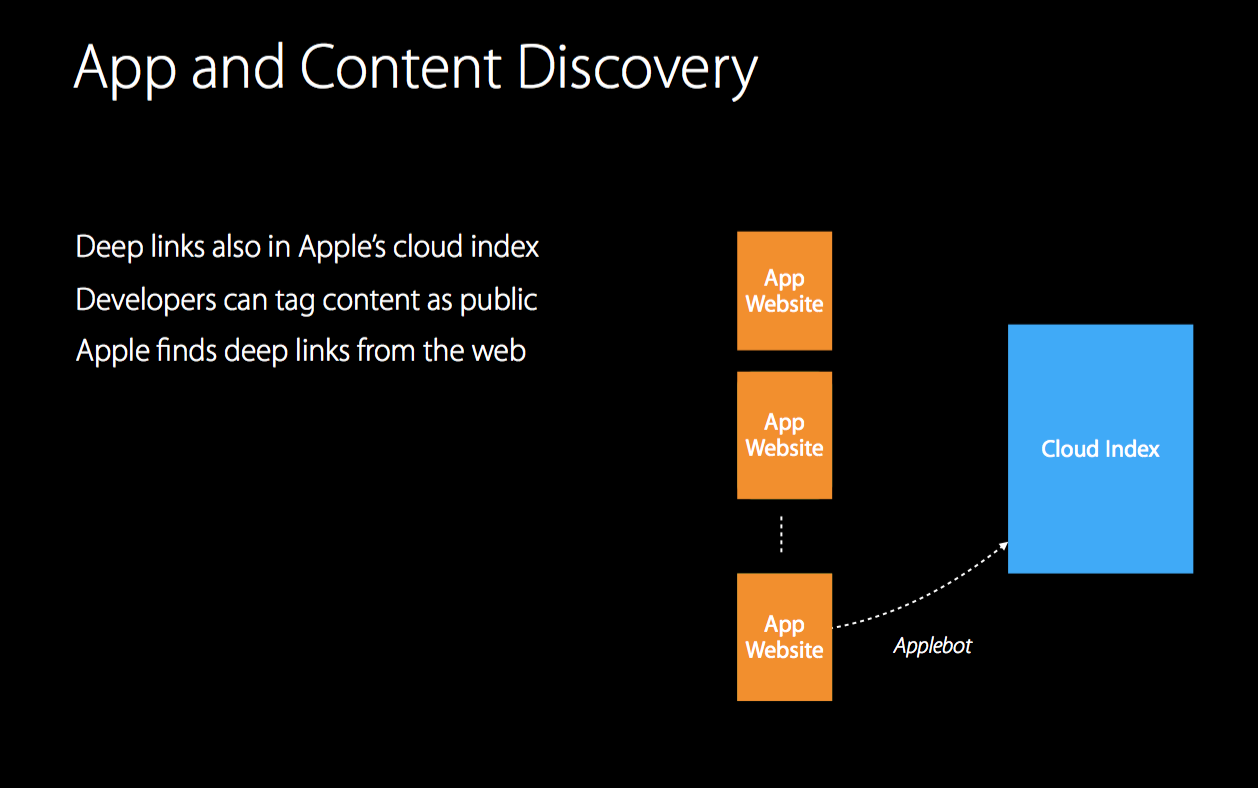 App and Content Discovery
Deep links also in Apple’s cloud index
Developers can tag content as public
Apple finds deep links from the web
App
Website
App
Website
App
Website
Applebot
Cloud Index